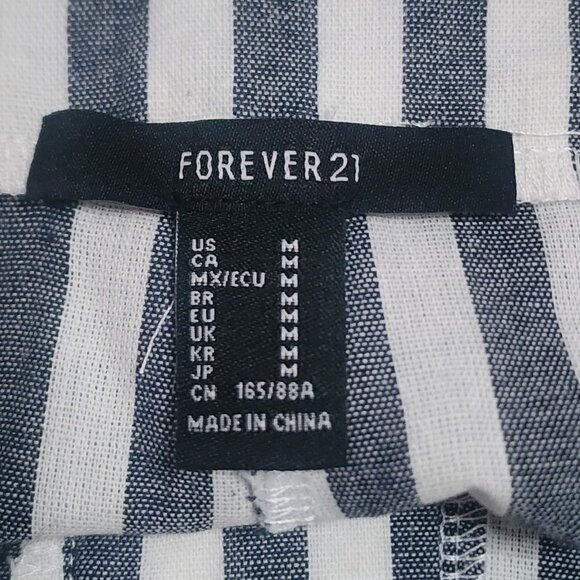 FOREVER 21
US M
CA M
MX/ECU M
BR M
EU M
UK M
KR M
JP M
CN 165/88A
MADE IN CHINA